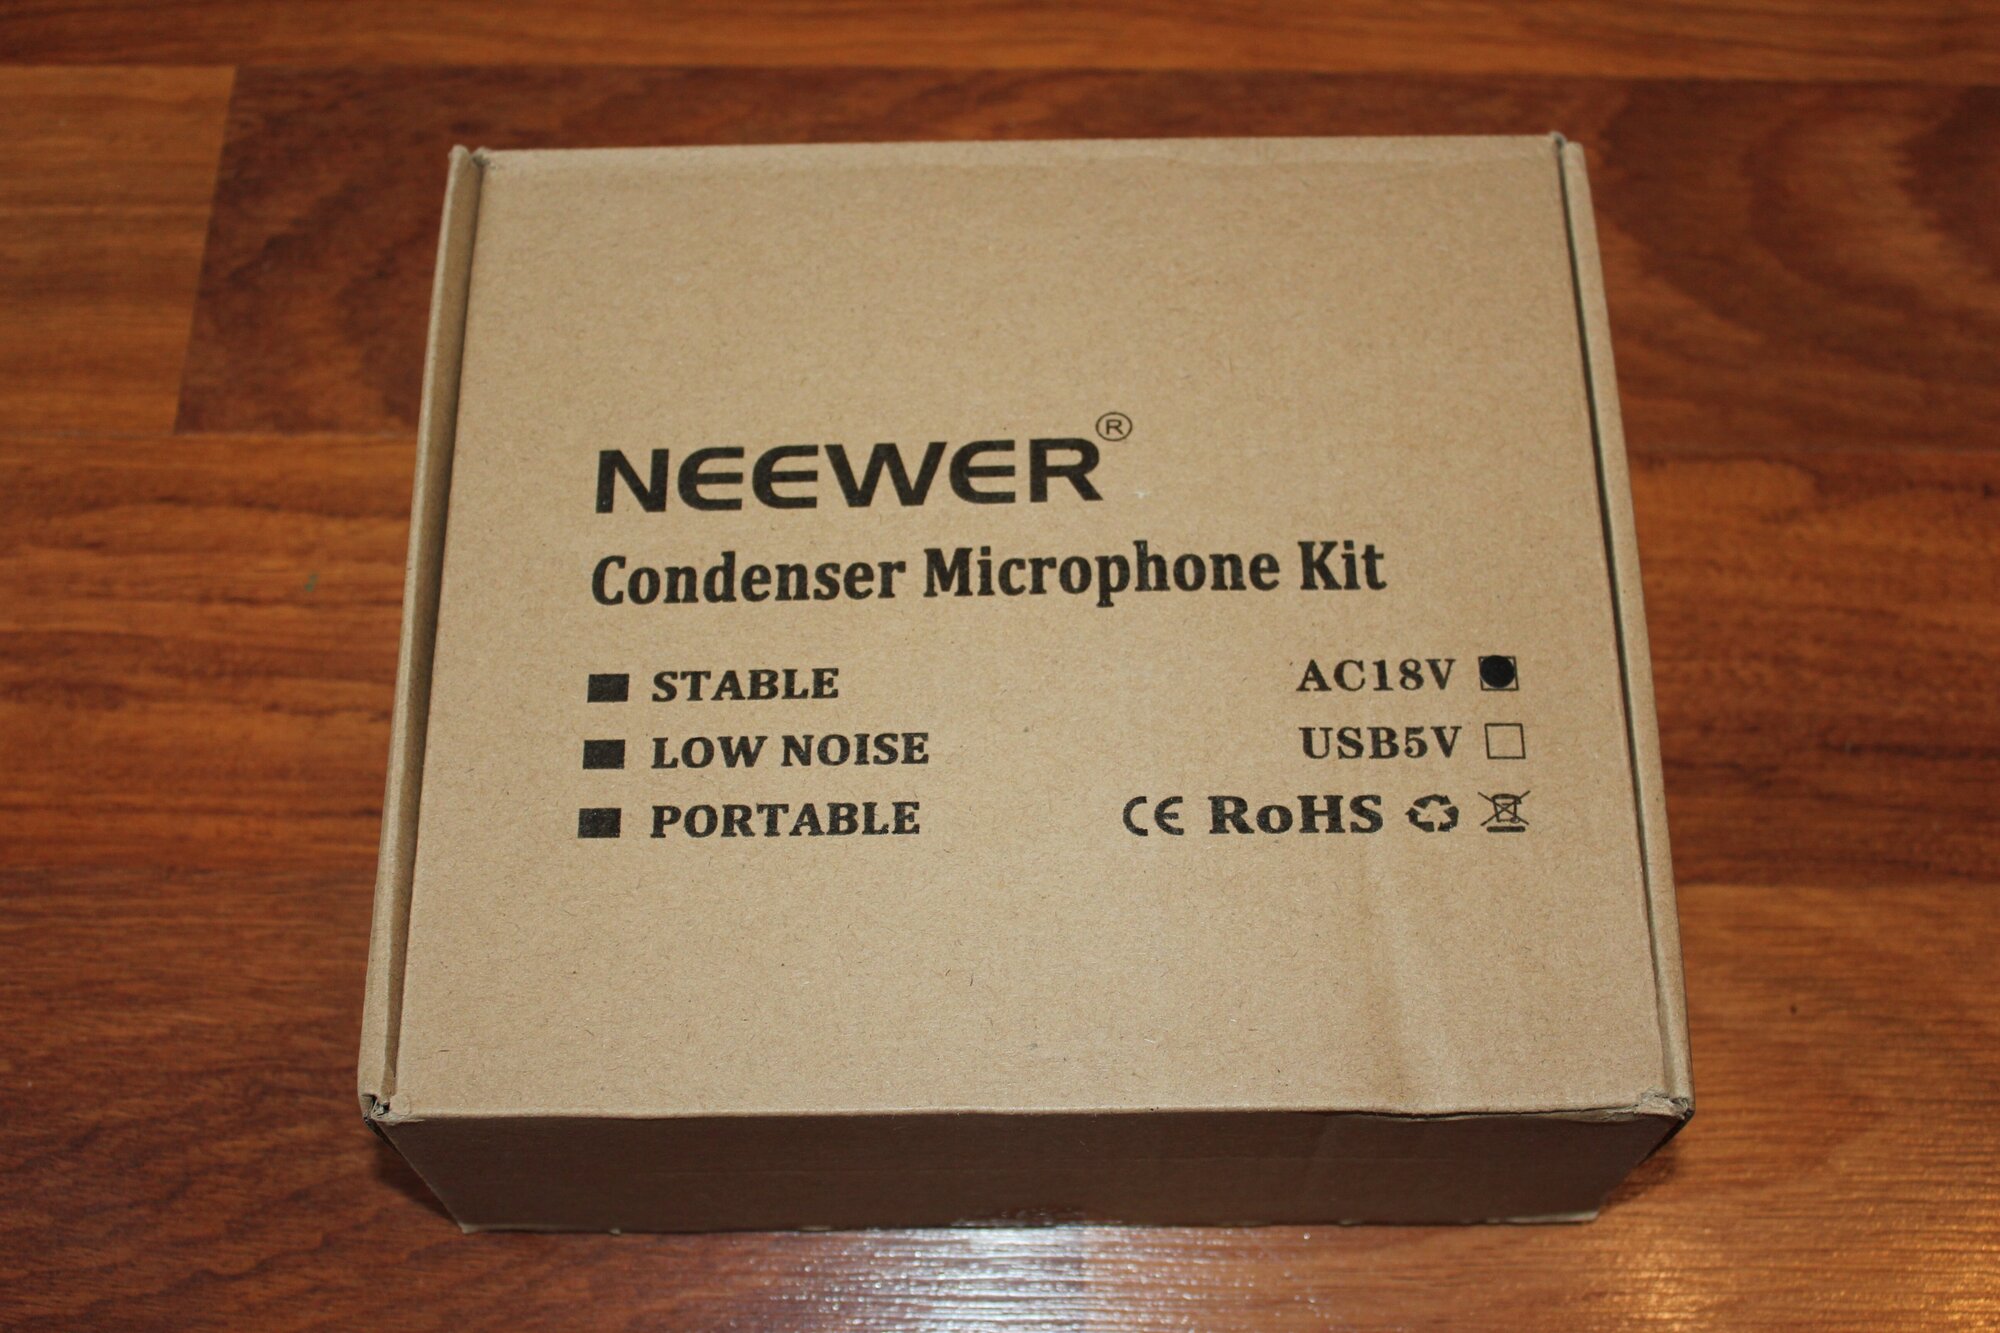 NEEWER®
Condenser Microphone Kit
STABLE
LOW NOISE
PORTABLE
AC18V
USB5V
CE RoHS